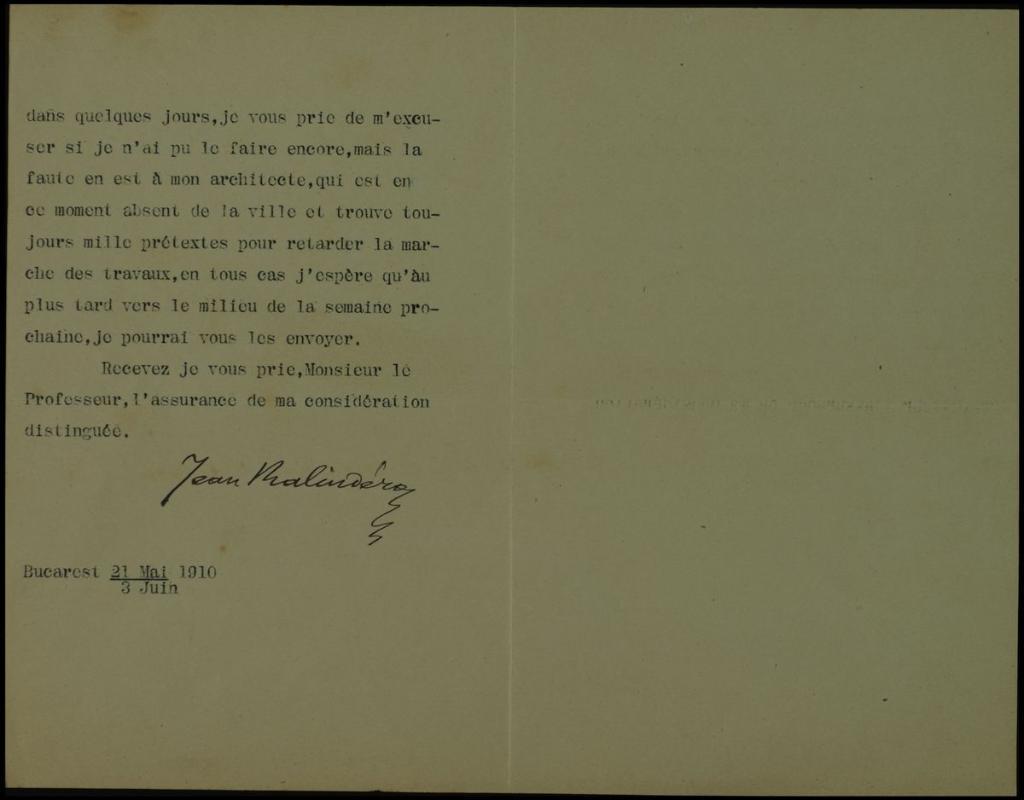 dans quelques jours,je vous prie de m'excu-
ser si je n'ai pu le faire encore,mais la
faute en est à mon architecte,qui est en
ce moment absent de la ville et trouve tou-
jours mille prétextes pour retarder la mar-
che des travaux,en tous cas j'espère qu'àu
plus tard vers le milieu de la semaine pro-
chaine,je pourrai vous les envoyer.
Recevez je vous prie,Monsieur le
Professeur,l'assurance de ma considération
distinguée.
Jean Kalindéro
Bucarest 21 Mai 1910
3 Juin